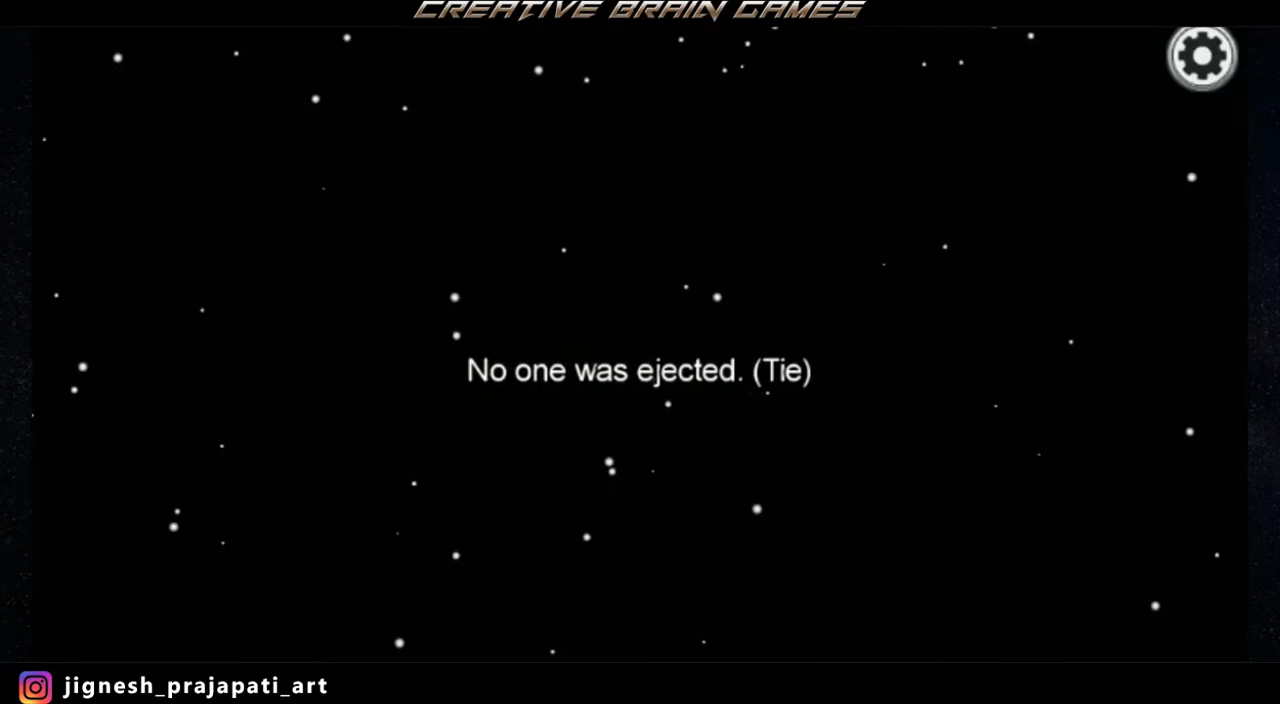 CREATIVE BRAIN GAMES
No one was ejected. (Tie)
jignesh_prajapati_art